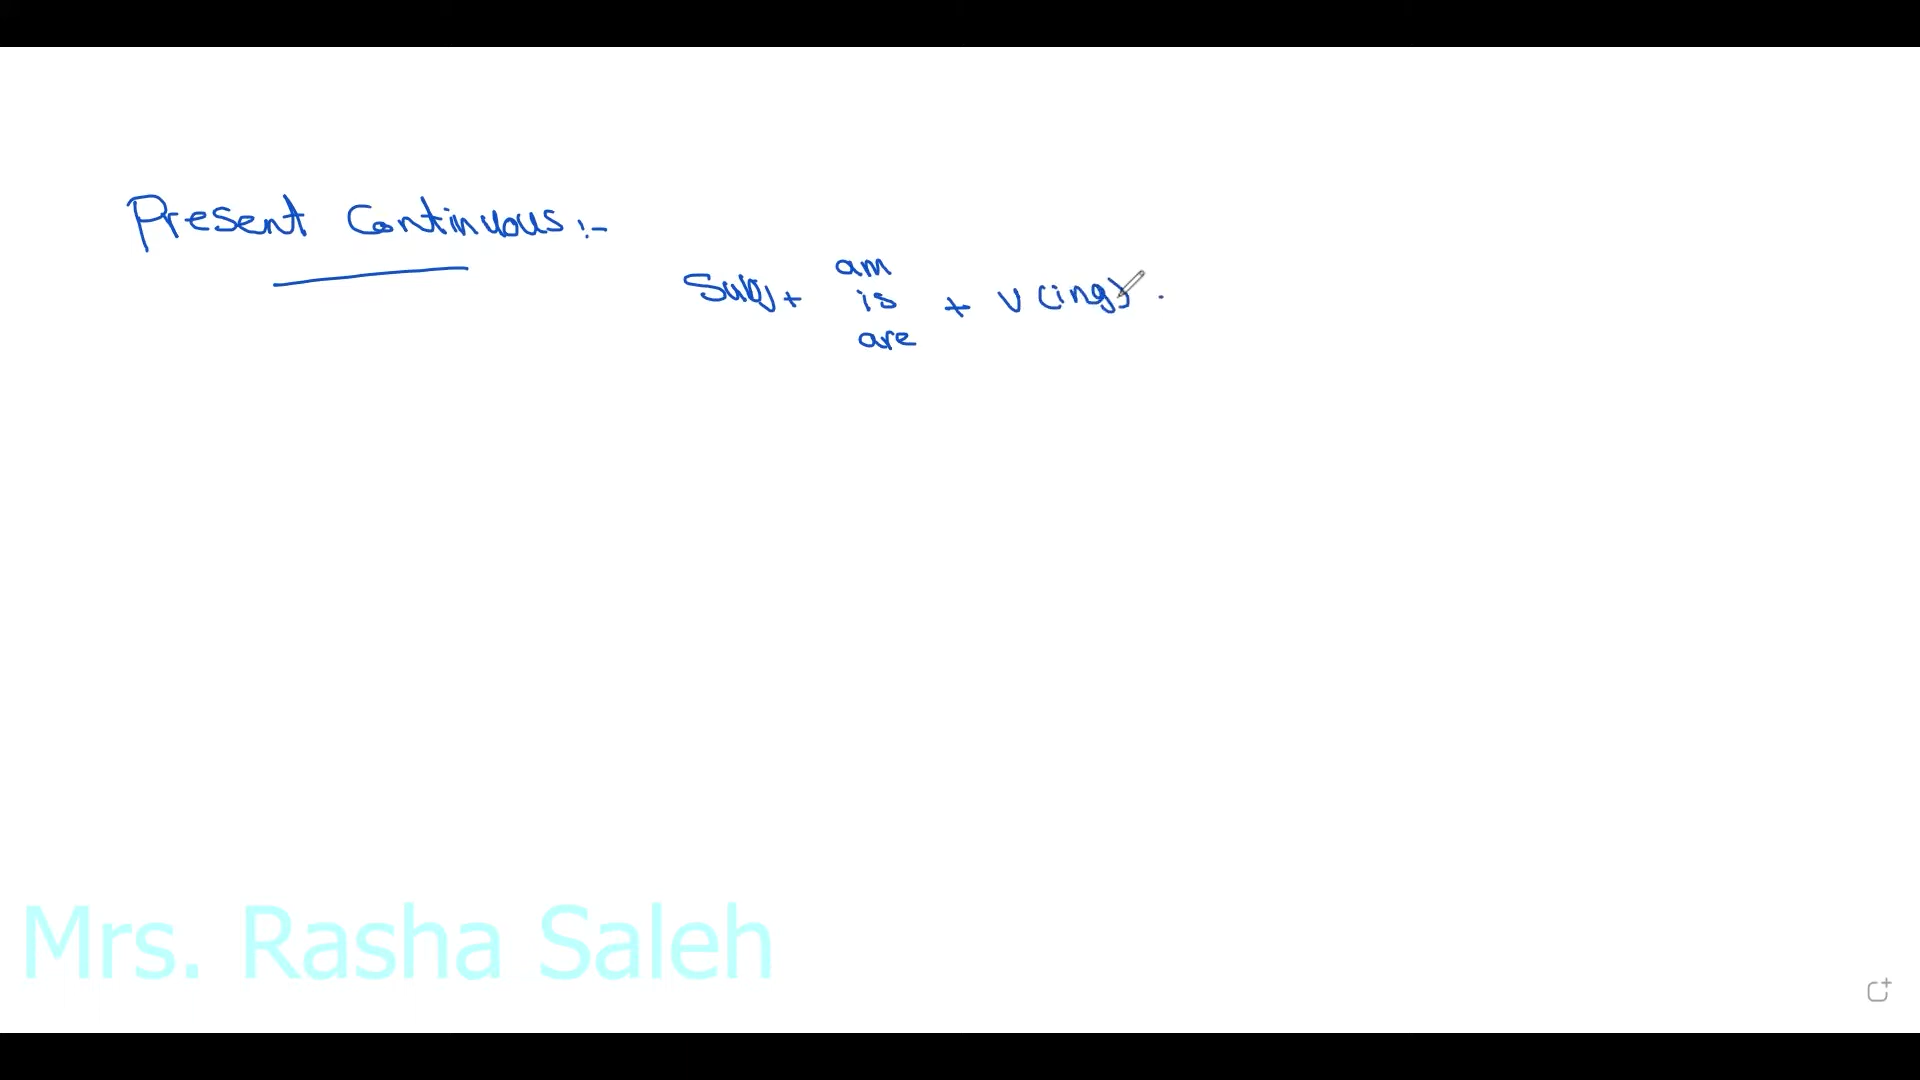 Present Continuous :-
am
Subj + is + V (ing) .
are
Mrs. Rasha Saleh